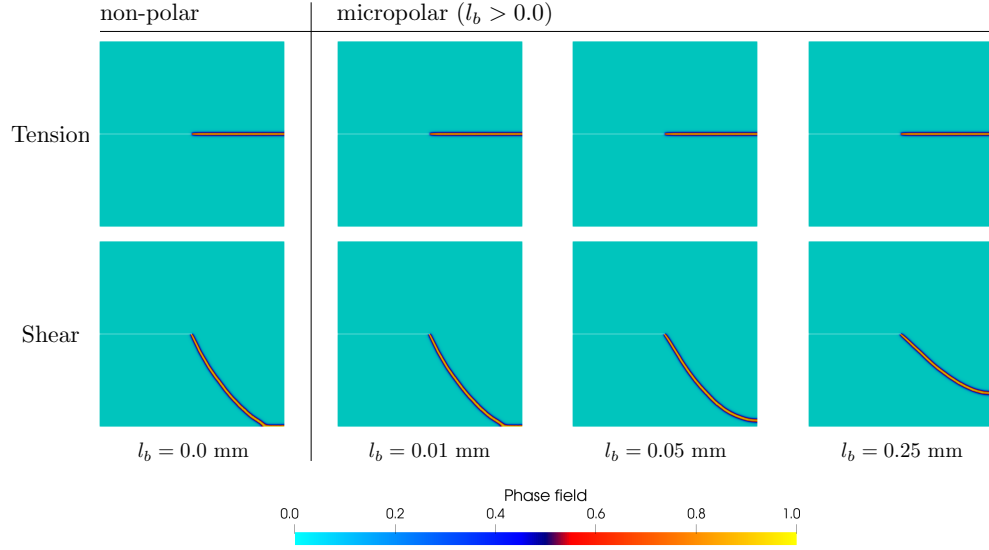 non-polar micropolar (l_b > 0.0)
Tension
Shear
l_b = 0.0 mm l_b = 0.01 mm l_b = 0.05 mm l_b = 0.25 mm
Phase field
0.0 0.2 0.4 0.6 0.8 1.0